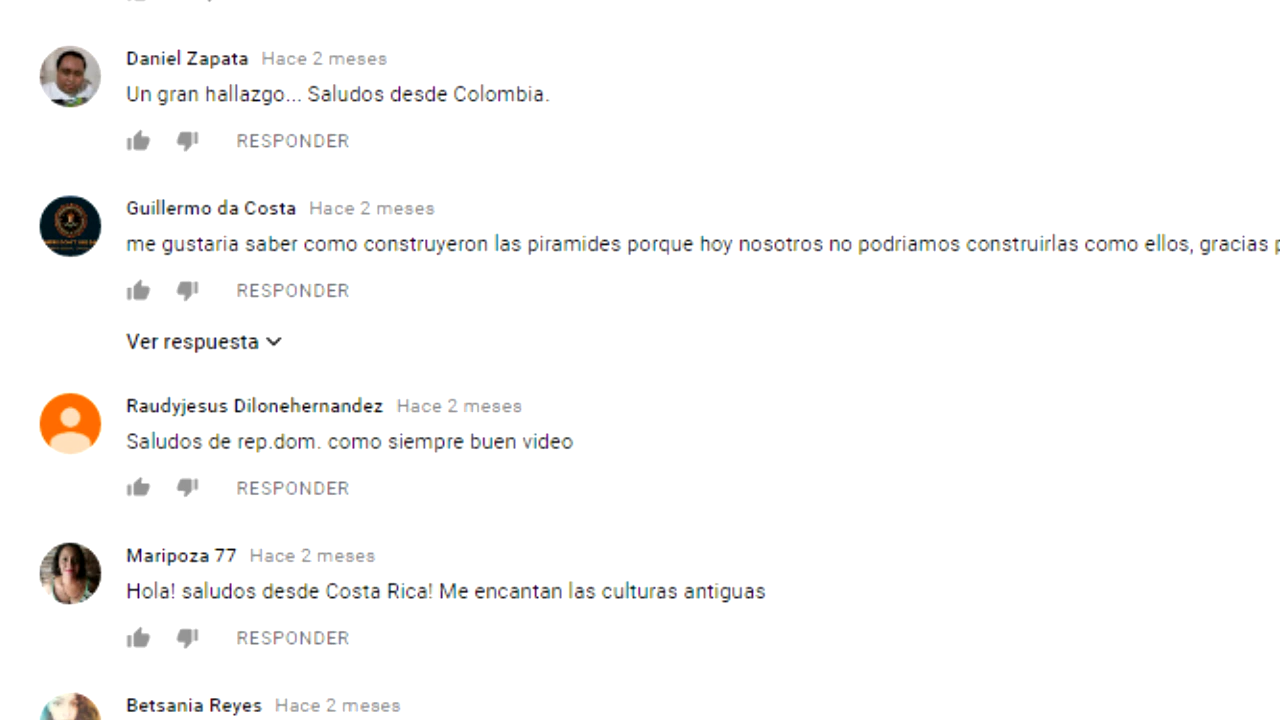 Daniel Zapata Hace 2 meses
Un gran hallazgo... Saludos desde Colombia.
RESPONDER
Guillermo da Costa Hace 2 meses
me gustaria saber como construyeron las piramides porque hoy nosotros no podriamos construirlas como ellos, gracias p
RESPONDER
Ver respuesta
Raudyjesus Dilonehernandez Hace 2 meses
Saludos de rep.dom. como siempre buen video
RESPONDER
Maripoza 77 Hace 2 meses
Hola! saludos desde Costa Rica! Me encantan las culturas antiguas
RESPONDER
Betsania Reyes Hace 2 meses